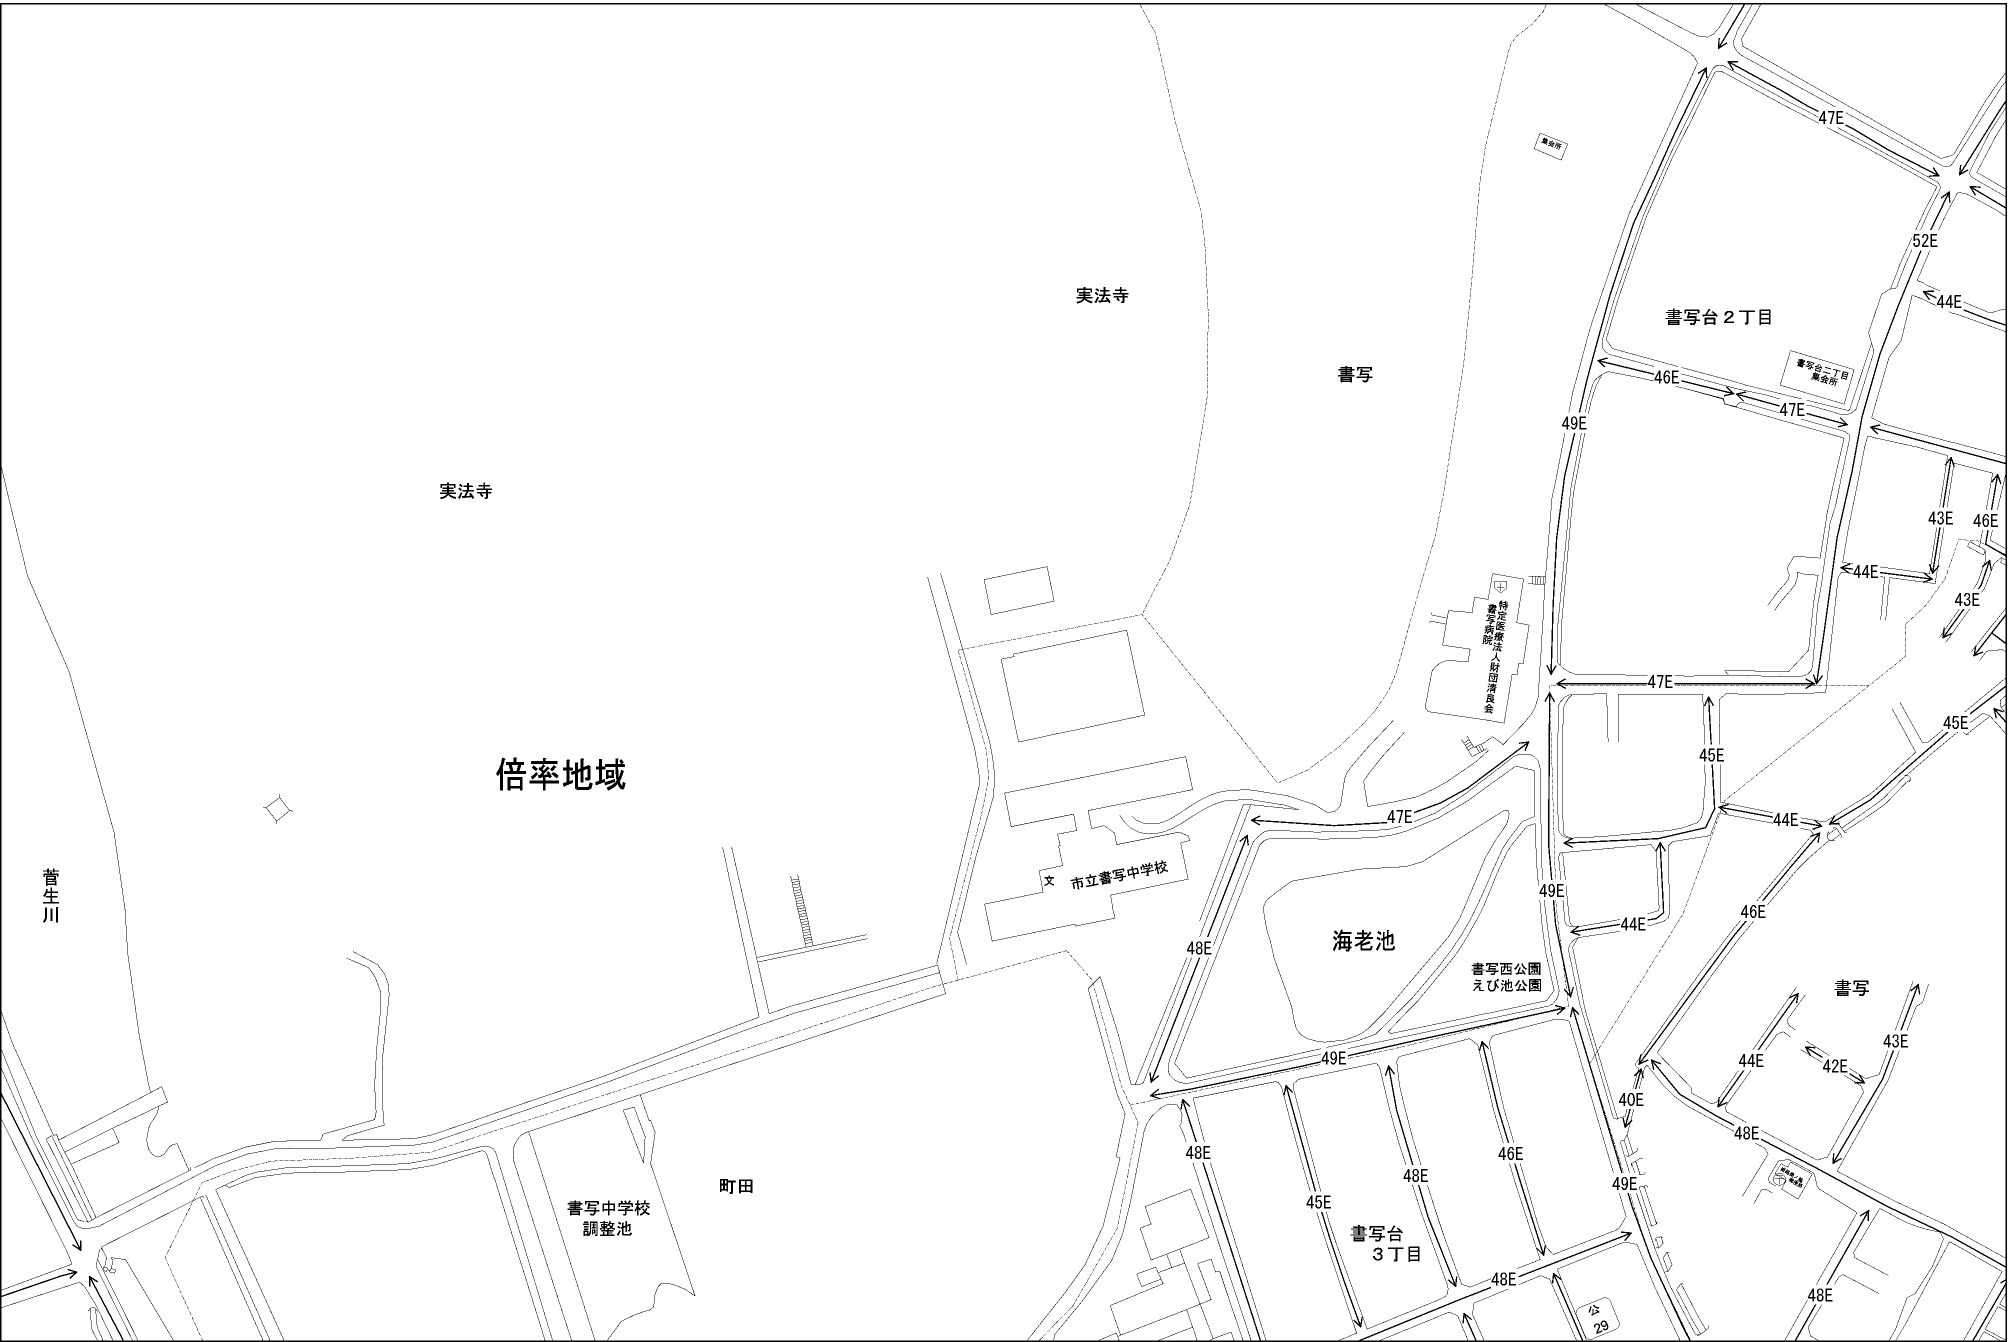 47E
集会所
52E
実法寺
44E
書写台２丁目
書写
書写台二丁目
集会所
46E
47E
49E
実法寺
43E
46E
44E
43E
特定医療法人財団清良会
書写病院
47E
45E
45E
倍率地域
47E
44E
市立書写中学校
文
菅生川
49E
46E
44E
海老池
48E
書写西公園
えび池公園
書写
43E
49E
44E
42E
40E
48E
48E
46E
48E
49E
町田
45E
書写中学校
調整池
書写台
３丁目
48E
48E
公
29